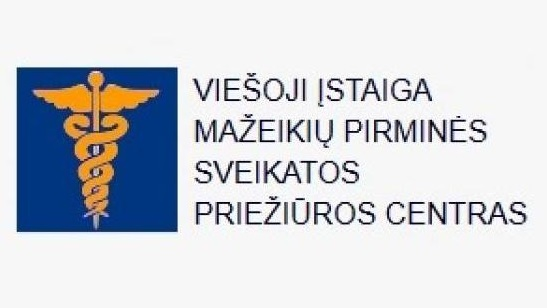 VIEŠOJI ĮSTAIGA
MAŽEIKIŲ PIRMINĖS
SVEIKATOS
PRIEŽIŪROS CENTRAS